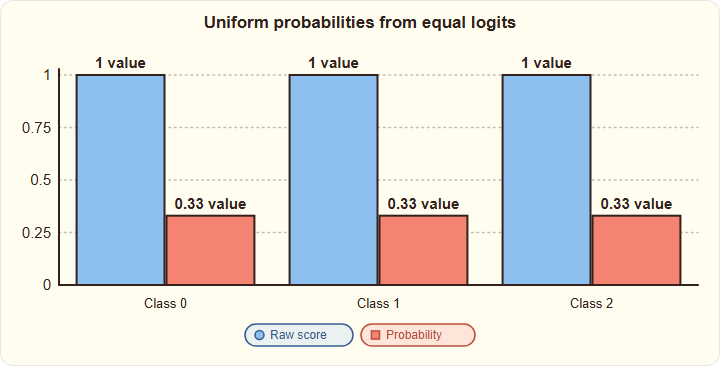 Uniform probabilities from equal logits
1 value 1 value 1 value
1
0.75
0.5
0.33 value 0.33 value 0.33 value
0.25
0
Class 0 Class 1 Class 2
Raw score Probability